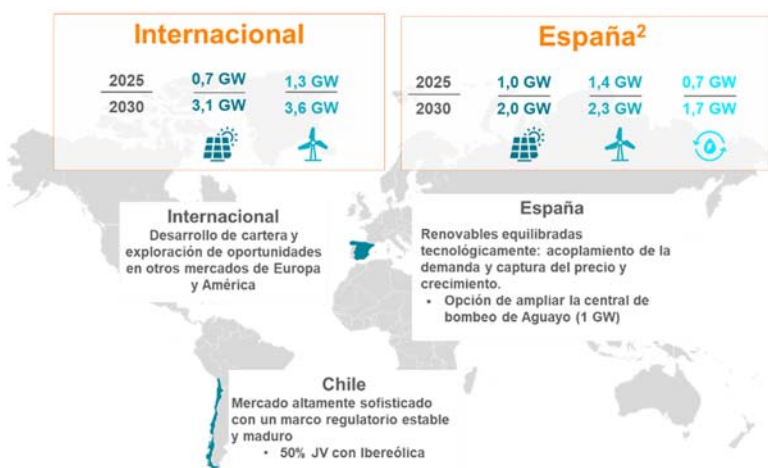 Internacional
2025 0,7 GW 1,3 GW
2030 3,1 GW 3,6 GW
España²
2025 1,0 GW 1,4 GW 0,7 GW
2030 2,0 GW 2,3 GW 1,7 GW
Internacional
Desarrollo de cartera y
exploración de oportunidades
en otros mercados de Europa
y América
España
Renovables equilibradas
tecnológicamente: acoplamiento de la
demanda y captura del precio y
crecimiento.
• Opción de ampliar la central de
bombeo de Aguayo (1 GW)
Chile
Mercado altamente sofisticado
con un marco regulatorio estable
y maduro
• 50% JV con Ibereólica